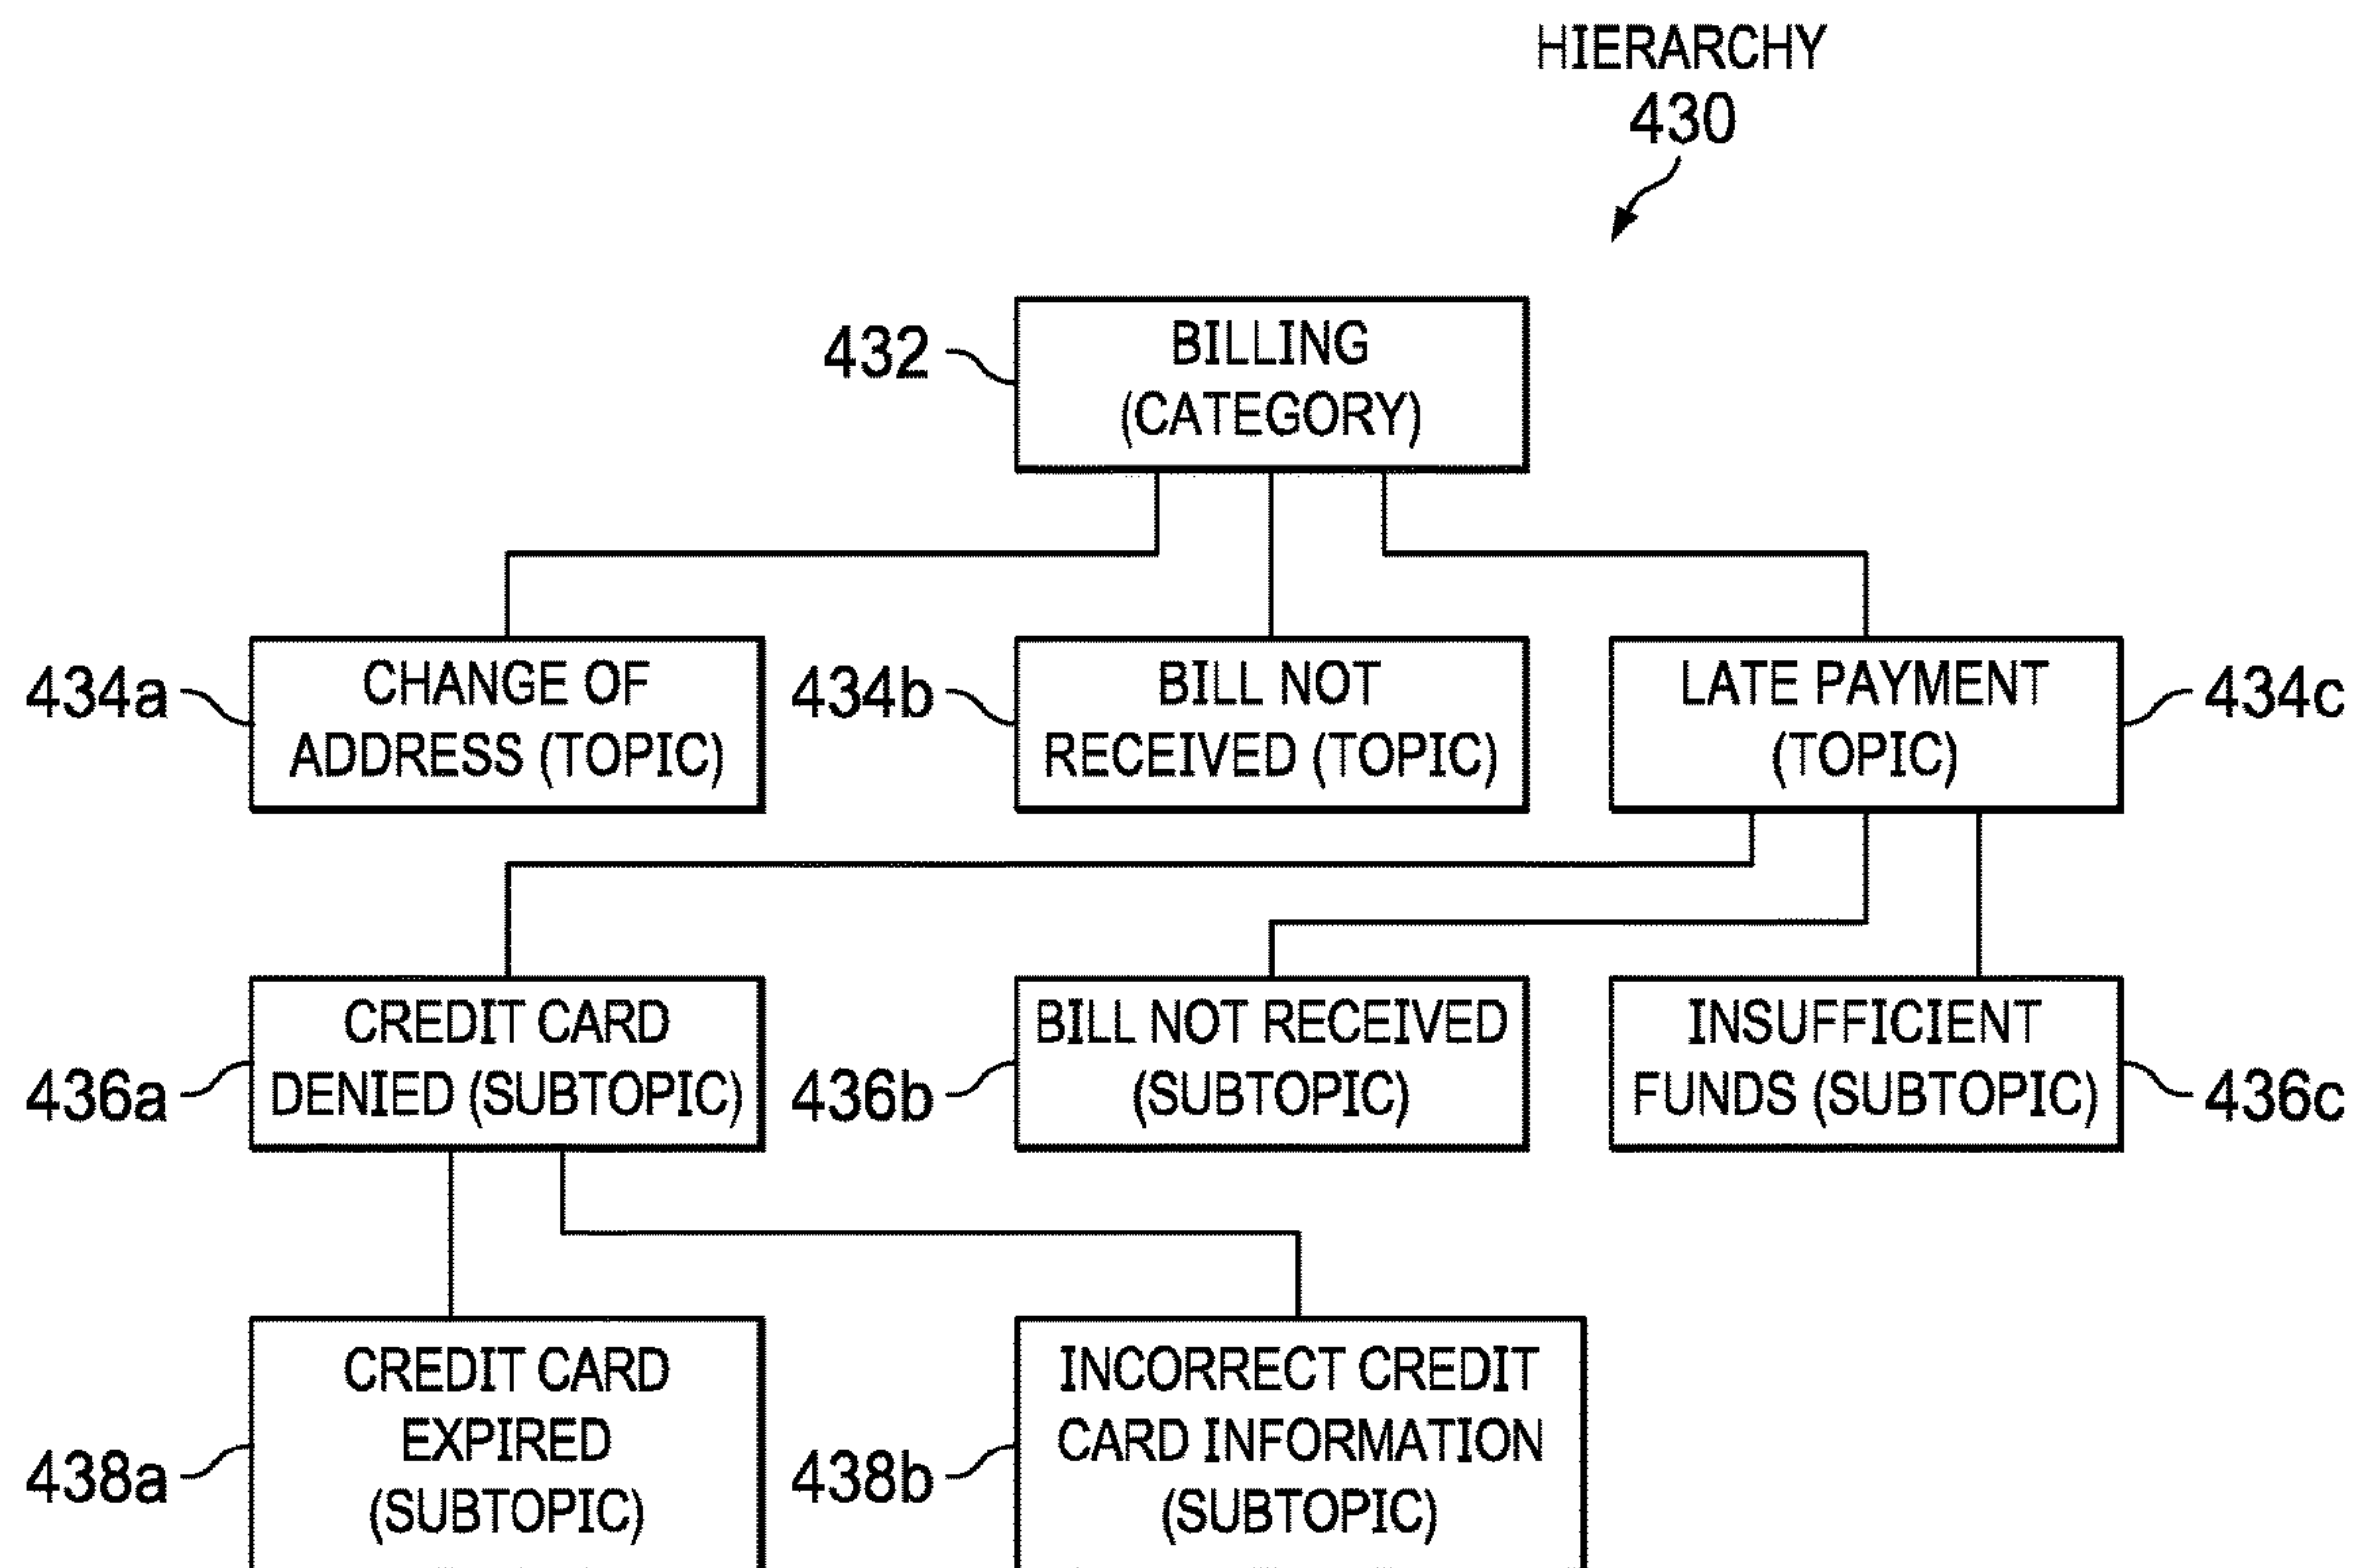 HIERARCHY
430
432
BILLING
(CATEGORY)
434a
CHANGE OF
ADDRESS (TOPIC)
434b
BILL NOT
RECEIVED (TOPIC)
LATE PAYMENT
(TOPIC)
434c
436a
CREDIT CARD
DENIED (SUBTOPIC)
436b
BILL NOT RECEIVED
(SUBTOPIC)
INSUFFICIENT
FUNDS (SUBTOPIC)
436c
438a
CREDIT CARD
EXPIRED
(SUBTOPIC)
438b
INCORRECT CREDIT
CARD INFORMATION
(SUBTOPIC)